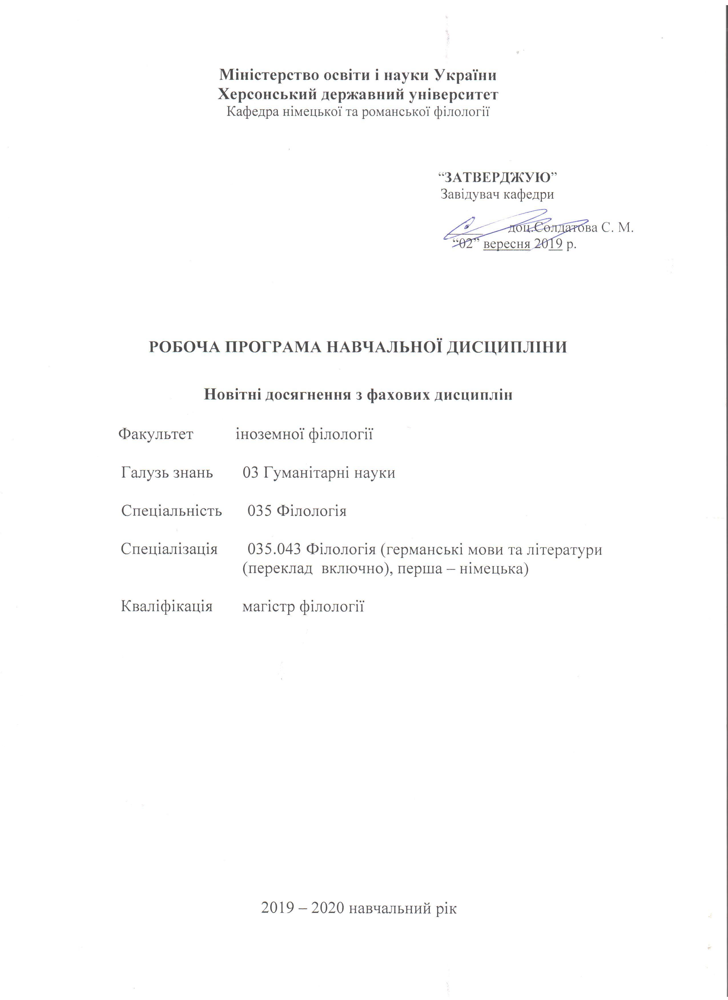 Міністерство освіти і науки України
Херсонський державний університет
Кафедра німецької та романської філології
“ЗАТВЕРДЖУЮ”
Завідувач кафедри
_____ доц.Солдатова С. М.
“02” вересня 2019 р.
РОБОЧА ПРОГРАМА НАВЧАЛЬНОЇ ДИСЦИПЛІНИ
Новітні досягнення з фахових дисциплін
Факультет іноземної філології
Галузь знань 03 Гуманітарні науки
Спеціальність 035 Філологія
Спеціалізація 035.043 Філологія (германські мови та літератури
(переклад включно), перша – німецька)
Кваліфікація магістр філології
2019 – 2020 навчальний рік